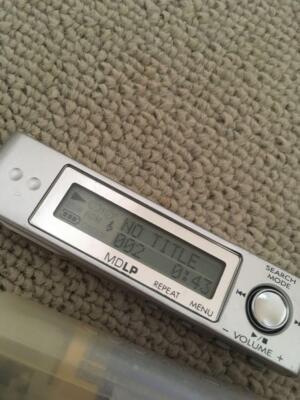 NO TITLE
002 0:43
MDLP
REPEAT
MENU
SEARCH
MODE
- VOLUME +